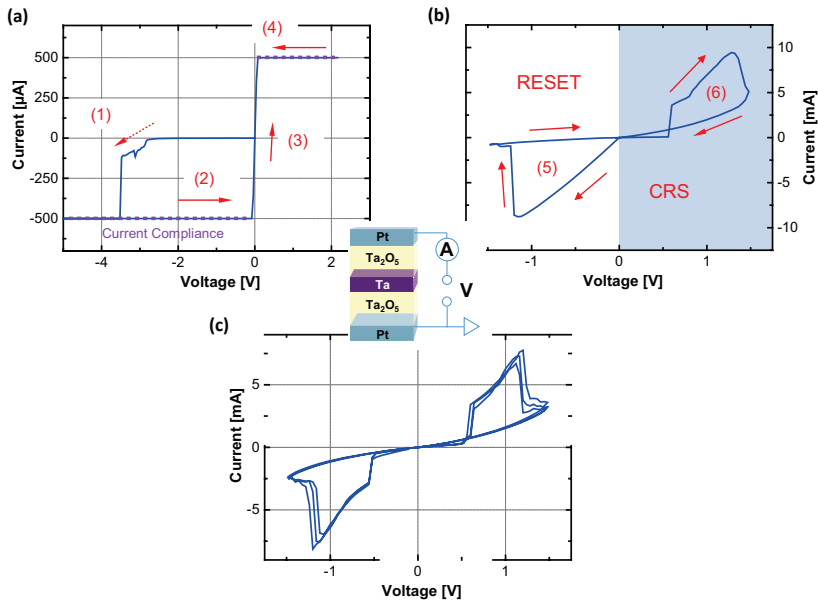 (a)
(4)
500
250
0
-250
-500
Current [µA]
(1)
(2)
(3)
Current Compliance
-4
-2
0
2
Voltage [V]
(b)
RESET
(6)
(5)
CRS
10
5
0
-5
-10
Current [mA]
-1
0
1
Voltage [V]
Pt
Ta₂O₅
Ta
Ta₂O₅
Pt
A
V
(c)
5
0
-5
Current [mA]
-1
0
1
Voltage [V]